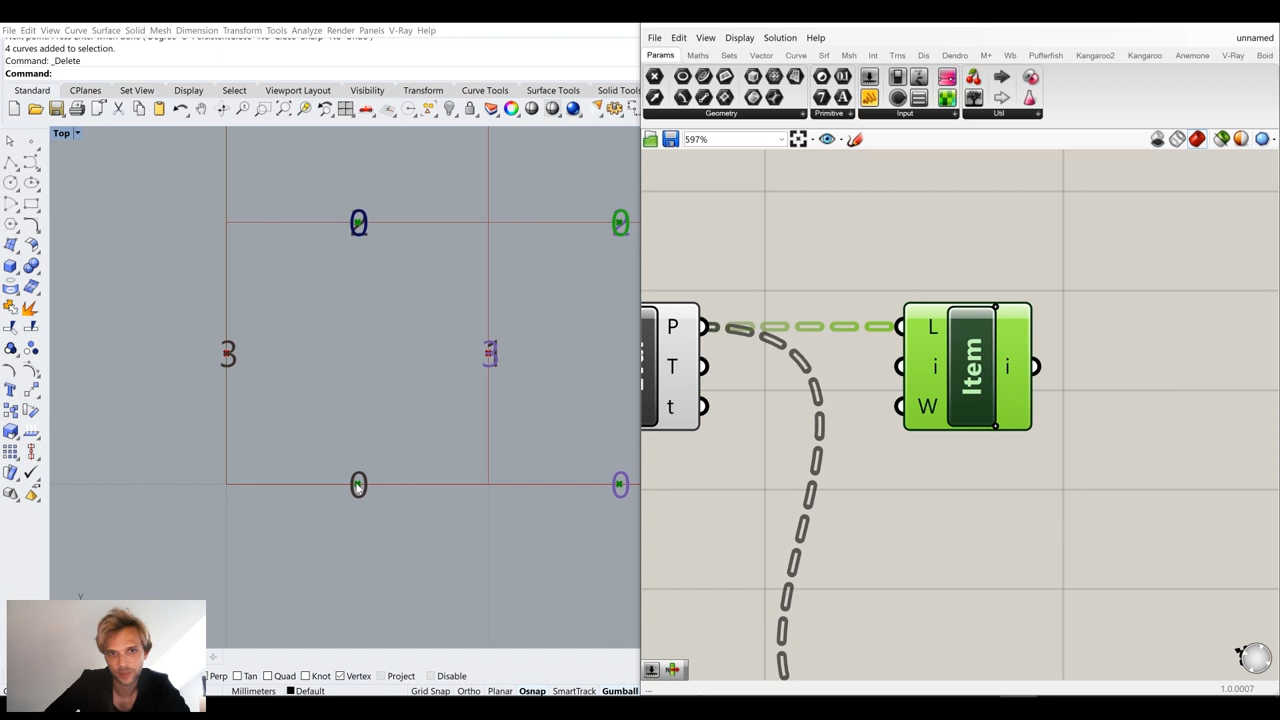 File Edit View Curve Surface Solid Mesh Dimension Transform Tools Analyze Render Panels V-Ray Help
4 curves added to selection.
Command: _Delete
Command:
Standard CPlanes Set View Display Select Viewport Layout Visibility Transform Curve Tools Surface Tools Solid Tools
Top
0 0
3
0 0
y
Perp Tan Quad Knot Vertex Project Disable
Millimeters Default Grid Snap Ortho Planar Osnap SmartTrack Gumball
File Edit View Display Solution Help unnamed
Params Maths Sets Vector Curve Srf Msh Int Trns Dis Dendro M+ Wb Pufferfish Kangaroo2 Kangaroo Anemone V-Ray Boid
Geometry Primitive Input Util
597%
P L
T i Item i
t W
...
1.0.0007